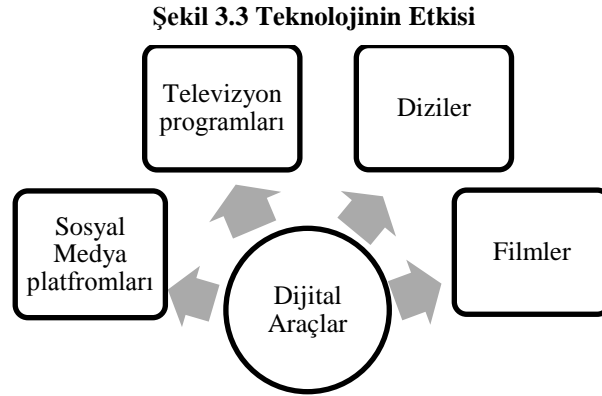 Şekil 3.3 Teknolojinin Etkisi
Televizyon
programları
Diziler
Sosyal
Medya
platfromları
Filmler
Dijital
Araçlar